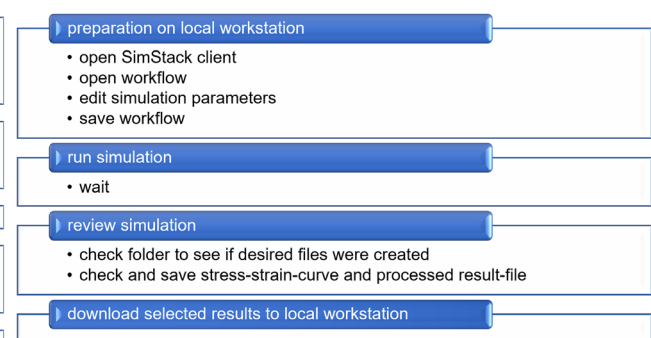 preparation on local workstation
• open SimStack client
• open workflow
• edit simulation parameters
• save workflow
run simulation
• wait
review simulation
• check folder to see if desired files were created
• check and save stress-strain-curve and processed result-file
download selected results to local workstation